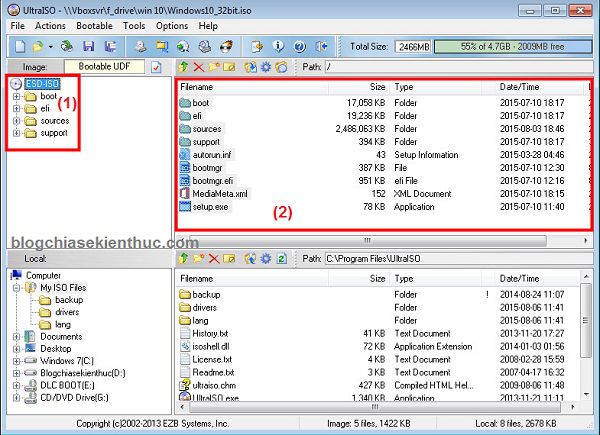 UltraISO - \\Vboxsvr\f_drive\win 10\Windows10_32bit.iso
File Actions Bootable Tools Options Help
Total Size: 2466MB 55% of 4.7GB - 2009MB free
Image: Bootable UDF Path: /
ESD-ISO
boot
efi
sources
support
(1)
Filename Size Type Date/Time
boot 17,058 KB Folder 2015-07-10 18:17
efi 19,236 KB Folder 2015-07-10 18:17
sources 2,486,063 KB Folder 2015-08-03 18:46
support 394 KB Folder 2015-07-10 18:17
autorun.inf 43 Setup Information 2015-03-28 04:46
bootmgr 387 KB File 2015-07-10 12:30
bootmgr.efi 951 KB efi File 2015-07-10 12:30
MediaMeta.xml 152 XML Document 2015-07-10 18:15
setup.exe 78 KB Application 2015-07-10 11:40
(2)
blogchiasekienthuc.com
Local: Path: C:\Program Files\UltraISO
Computer
My ISO Files
backup
drivers
lang
Documents
Desktop
Windows 7(C:)
Blogchiasekienthuc(D:)
DLC BOOT(E:)
CD/DVD Drive(G:)
Filename Size Type Date/Time
backup Folder ! 2014-08-24 11:07
drivers Folder 2015-08-06 11:41
lang Folder 2015-08-06 11:41
History.txt 41 KB Text Document 2013-11-20 17:27
isoshell.dll 72 KB Application Extension 2014-01-03 01:56
License.txt 4 KB Text Document 2008-02-28 15:59
Readme.txt 3 KB Text Document 2007-04-17 16:32
ultaiso.chm 427 KB Compiled HTML Hel... 2009-08-06 11:48
UltraISO.exe 1,340 KB Application 2013-11-21 11:11
Copyright (c)2002-2013 EZB Systems, Inc. Image: 5 files, 1422 KB Local: 8 files, 2678 KB